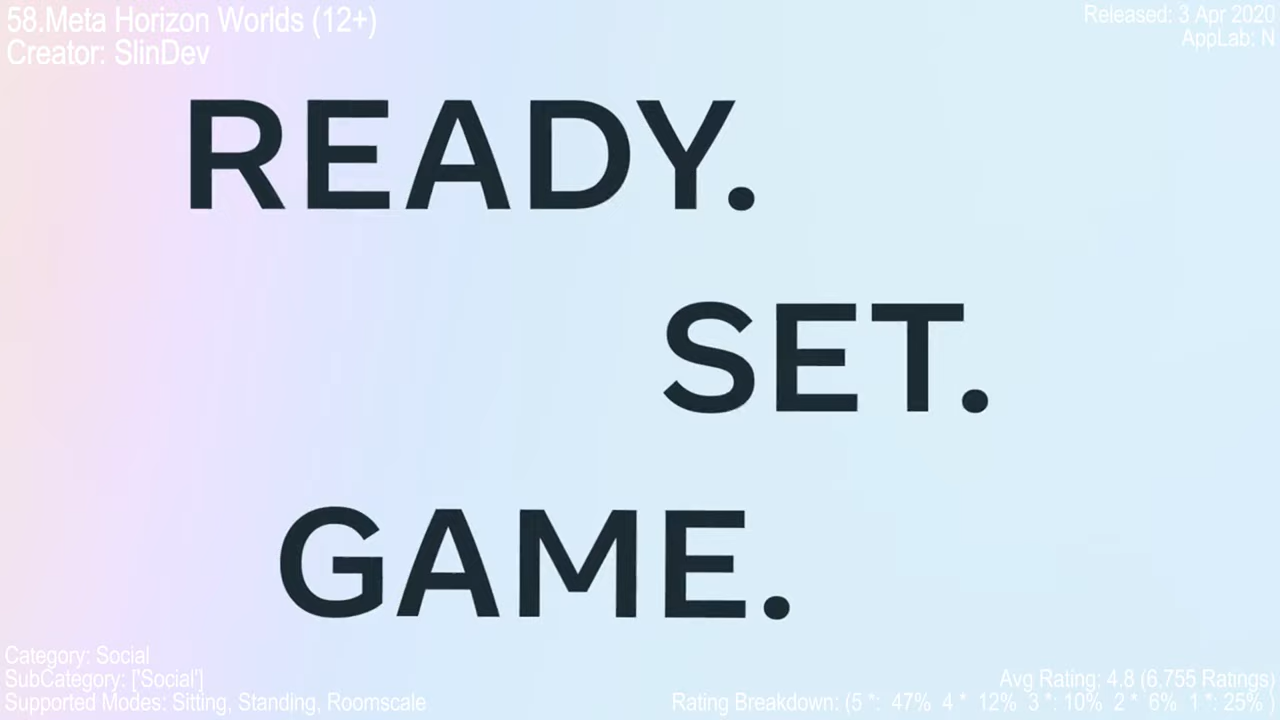 58.Meta Horizon Worlds (12+)
Creator: SlinDev
Released: 3 Apr 2020
AppLab: N
READY.
SET.
GAME.
Category: Social
SubCategory: ['Social']
Supported Modes: Sitting, Standing, Roomscale
Avg Rating: 4.8 (6,755 Ratings)
Rating Breakdown: (5 *: 47% 4 * 12% 3 *: 10% 2 * 6% 1 *: 25% )